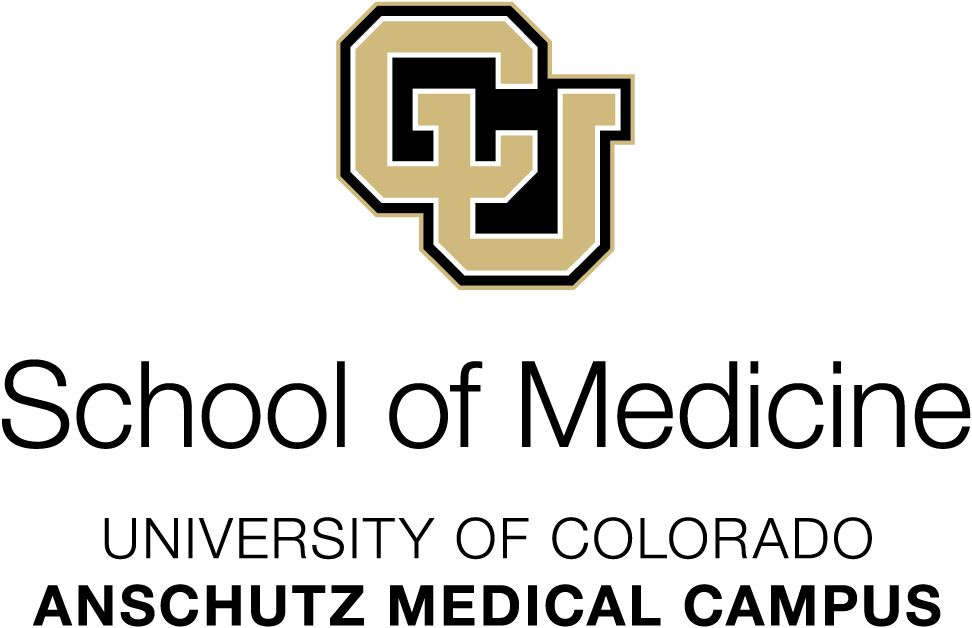 CU
School of Medicine
UNIVERSITY OF COLORADO
ANSCHUTZ MEDICAL CAMPUS